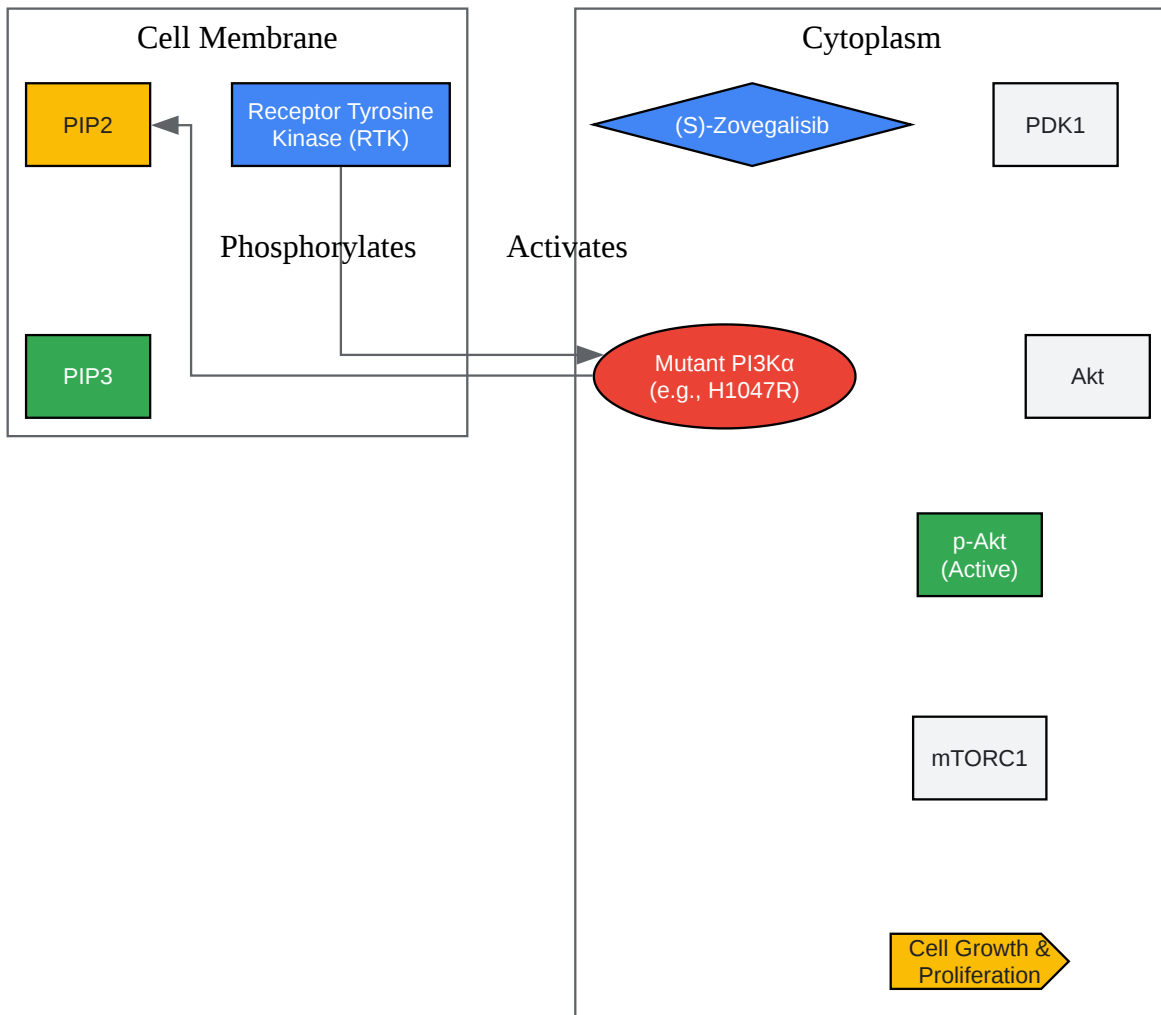 Cell Membrane
Cytoplasm
PIP2
Receptor Tyrosine
Kinase (RTK)
(S)-Zovegalisib
PDK1
Phosphorylates
Activates
PIP3
Mutant PI3Kα
(e.g., H1047R)
Akt
p-Akt
(Active)
mTORC1
Cell Growth &
Proliferation